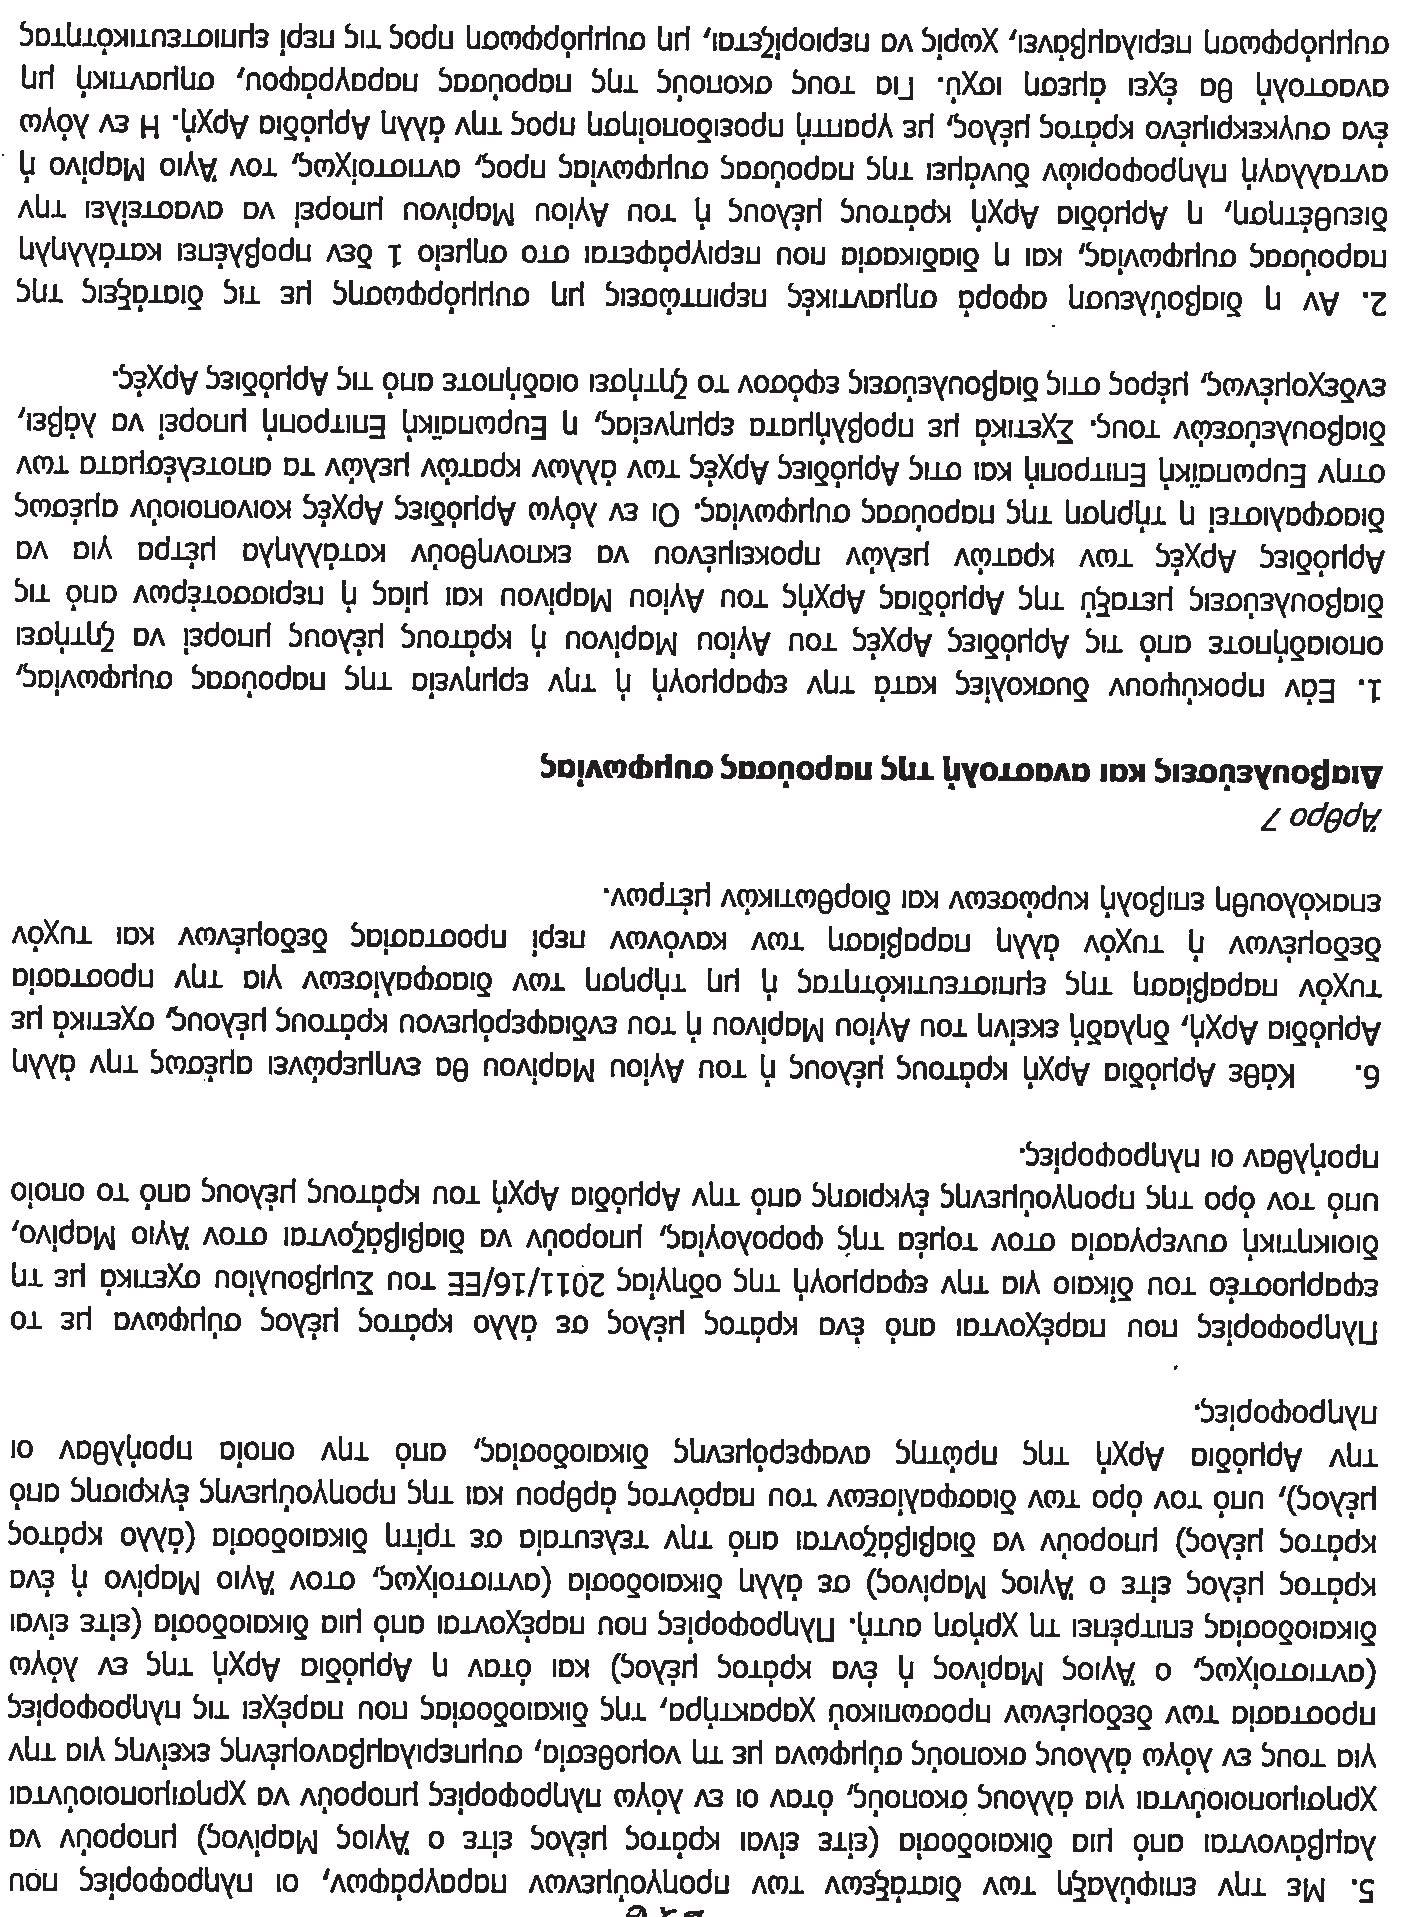 5. Με την επιφύλαξη των διατάξεων των προηγούμενων παραγράφων, οι πληροφορίες που
λαμβάνονται από μια δικαιοδοσία (είτε είναι κράτος μέλος είτε ο Άγιος Μαρίνος) μπορούν να
χρησιμοποιούνται για άλλους σκοπούς, όταν οι εν λόγω πληροφορίες μπορούν να χρησιμοποιούνται
για τους εν λόγω άλλους σκοπούς σύμφωνα με τη νομοθεσία, συμπεριλαμβανομένης εκείνης για την
προστασία των δεδομένων προσωπικού χαρακτήρα, της δικαιοδοσίας που παρέχει τις πληροφορίες
(αντιστοίχως, ο Άγιος Μαρίνος ή ένα κράτος μέλος) και όταν η Αρμόδια Αρχή της εν λόγω
δικαιοδοσίας επιτρέπει τη χρήση αυτή. Πληροφορίες που παρέχονται από μια δικαιοδοσία (είτε είναι
κράτος μέλος είτε ο Άγιος Μαρίνος) σε άλλη δικαιοδοσία (αντιστοίχως, στον Άγιο Μαρίνο ή ένα
κράτος μέλος) μπορούν να διαβιβάζονται από την τελευταία σε τρίτη δικαιοδοσία (άλλο κράτος
μέλος), υπό τον όρο των διασφαλίσεων του παρόντος άρθρου και της προηγούμενης έγκρισης από
την Αρμόδια Αρχή της πρώτης αναφερόμενης δικαιοδοσίας, από την οποία προήλθαν οι
πληροφορίες.
Πληροφορίες που παρέχονται από ένα κράτος μέλος σε άλλο κράτος μέλος σύμφωνα με το
εφαρμοστέο του δίκαιο για την εφαρμογή της οδηγίας 2011/16/ΕΕ του Συμβουλίου σχετικά με τη
διοικητική συνεργασία στον τομέα της φορολογίας, μπορούν να διαβιβάζονται στον Άγιο Μαρίνο,
υπό τον όρο της προηγούμενης έγκρισης από την Αρμόδια Αρχή του κράτους μέλους από το οποίο
προήλθαν οι πληροφορίες.
6. Κάθε Αρμόδια Αρχή κράτους μέλους ή του Αγίου Μαρίνου θα ενημερώνει αμέσως την άλλη
Αρμόδια Αρχή, δηλαδή εκείνη του Αγίου Μαρίνου ή του ενδιαφερόμενου κράτους μέλους, σχετικά με
τυχόν παραβίαση της εμπιστευτικότητας ή μη τήρηση των διασφαλίσεων για την προστασία
δεδομένων ή τυχόν άλλη παραβίαση των κανόνων περί προστασίας δεδομένων και τυχόν
επακόλουθη επιβολή κυρώσεων και διορθωτικών μέτρων.
Άρθρο 7
Διαβουλεύσεις και αναστολή της παρούσας συμφωνίας
1. Εάν προκύψουν δυσκολίες κατά την εφαρμογή ή την ερμηνεία της παρούσας συμφωνίας,
οποιαδήποτε από τις Αρμόδιες Αρχές του Αγίου Μαρίνου ή κράτους μέλους μπορεί να ζητήσει
διαβουλεύσεις μεταξύ της Αρμόδιας Αρχής του Αγίου Μαρίνου και μίας ή περισσοτέρων από τις
Αρμόδιες Αρχές των κρατών μελών προκειμένου να εκπονηθούν κατάλληλα μέτρα για να
διασφαλιστεί η τήρηση της παρούσας συμφωνίας. Οι εν λόγω Αρμόδιες Αρχές κοινοποιούν αμέσως
στην Ευρωπαϊκή Επιτροπή και στις Αρμόδιες Αρχές των άλλων κρατών μελών τα αποτελέσματα των
διαβουλεύσεών τους. Σχετικά με προβλήματα ερμηνείας, η Ευρωπαϊκή Επιτροπή μπορεί να λάβει,
ενδεχομένως, μέρος στις διαβουλεύσεις εφόσον το ζητήσει οιαδήποτε από τις Αρμόδιες Αρχές.
2. Αν η διαβούλευση αφορά σημαντικές περιπτώσεις μη συμμόρφωσης με τις διατάξεις της
παρούσας συμφωνίας, και η διαδικασία που περιγράφεται στο σημείο 1 δεν προβλέπει κατάλληλη
διευθέτηση, η Αρμόδια Αρχή κράτους μέλους ή του Αγίου Μαρίνου μπορεί να αναστείλει την
ανταλλαγή πληροφοριών δυνάμει της παρούσας συμφωνίας προς, αντιστοίχως, τον Άγιο Μαρίνο ή
ένα συγκεκριμένο κράτος μέλος, με γραπτή προειδοποίηση προς την άλλη Αρμόδια Αρχή. Η εν λόγω
αναστολή θα έχει άμεση ισχύ. Για τους σκοπούς της παρούσας παραγράφου, σημαντική μη
συμμόρφωση περιλαμβάνει, χωρίς να περιορίζεται, μη συμμόρφωση προς τις περί εμπιστευτικότητας